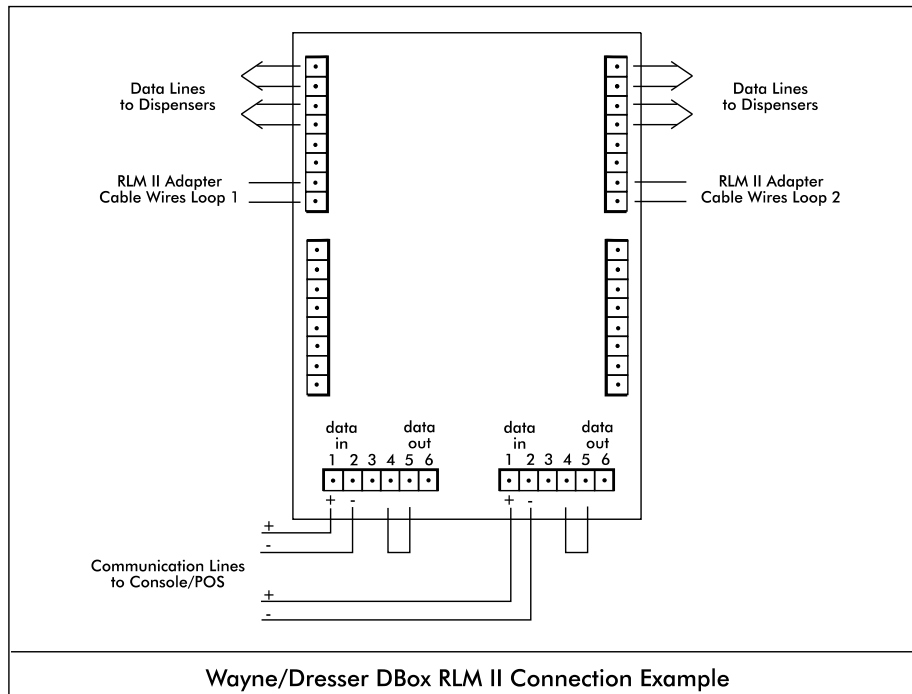 Data Lines
to Dispensers
Data Lines
to Dispensers
RLM II Adapter
Cable Wires Loop 1
RLM II Adapter
Cable Wires Loop 2
data
in
data
out
1 2 3 4 5 6
+ -
data
in
data
out
1 2 3 4 5 6
+ -
+
-
Communication Lines
to Console/POS
+
-
Wayne/Dresser DBox RLM II Connection Example